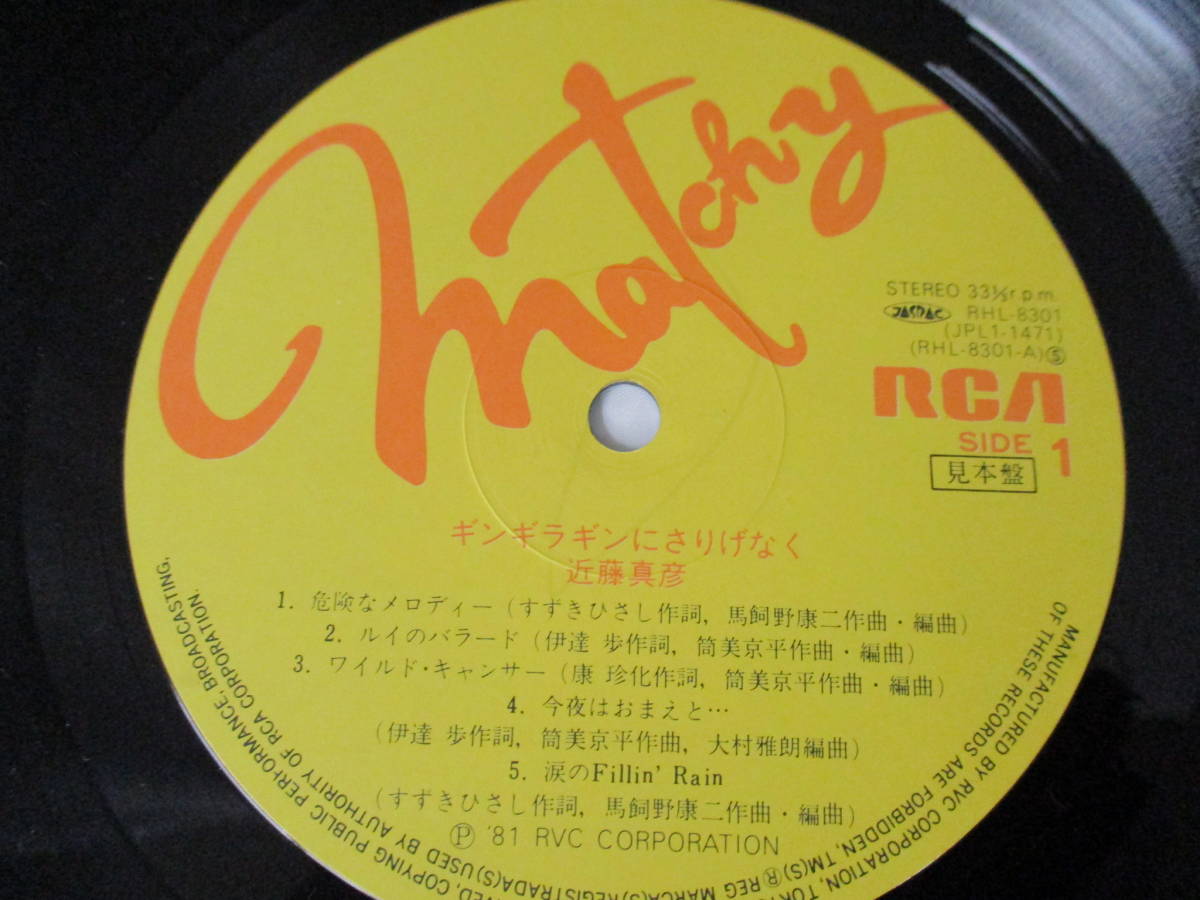 Matchy
STEREO 33⅓r.p.m.
JASRAC RHL-8301
(JPL1-1471)
(RHL-8301-A)Ⓢ
RCA
SIDE 1
見本盤
ギンギラギンにさりげなく
近藤真彦
1. 危険なメロディー (すずきひさし作詞, 馬飼野康二作曲・編曲)
2. ルイのバラード (伊達 歩作詞, 筒美京平作曲・編曲)
3. ワイルド・キャンサー (康 珍化作詞, 筒美京平作曲・編曲)
4. 今夜はおまえと…
(伊達 歩作詞, 筒美京平作曲, 大村雅朗編曲)
5. 涙のFillin' Rain
(すずきひさし作詞, 馬飼野康二作曲・編曲)
Ⓟ '81 RVC CORPORATION
MANUFACTURED BY RVC CORPORATION,
COPYING PUBLIC PERFORMANCE, BROADCASTING,
OF THESE RECORDS ARE FORBIDDEN, TM(S)® REG MARCA(S)REGISTRADA(S)USED BY AUTHORITY OF RCA CORPORATION.